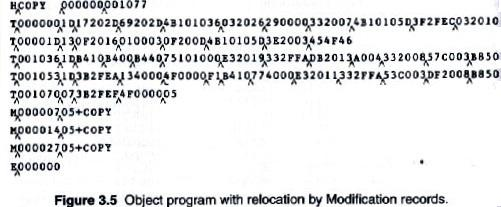 HCOPY 000000001077
T0000001D17202D69202D4B1010360320262900003320074B10105D3F2FEC032010
T00001D130F20160100030F200D4B10105D3E2003454F46
T0010361DB410B400B44075101000E32019332FFADB2013A00433200857C003B850
T0010531D3B2FEA1340004F0000F1B410774000E32011332FFA53C003DF2008B850
T001070073B2FEF4F000005
M00000705+COPY
M00001405+COPY
M00002705+COPY
E000000
Figure 3.5 Object program with relocation by Modification records.